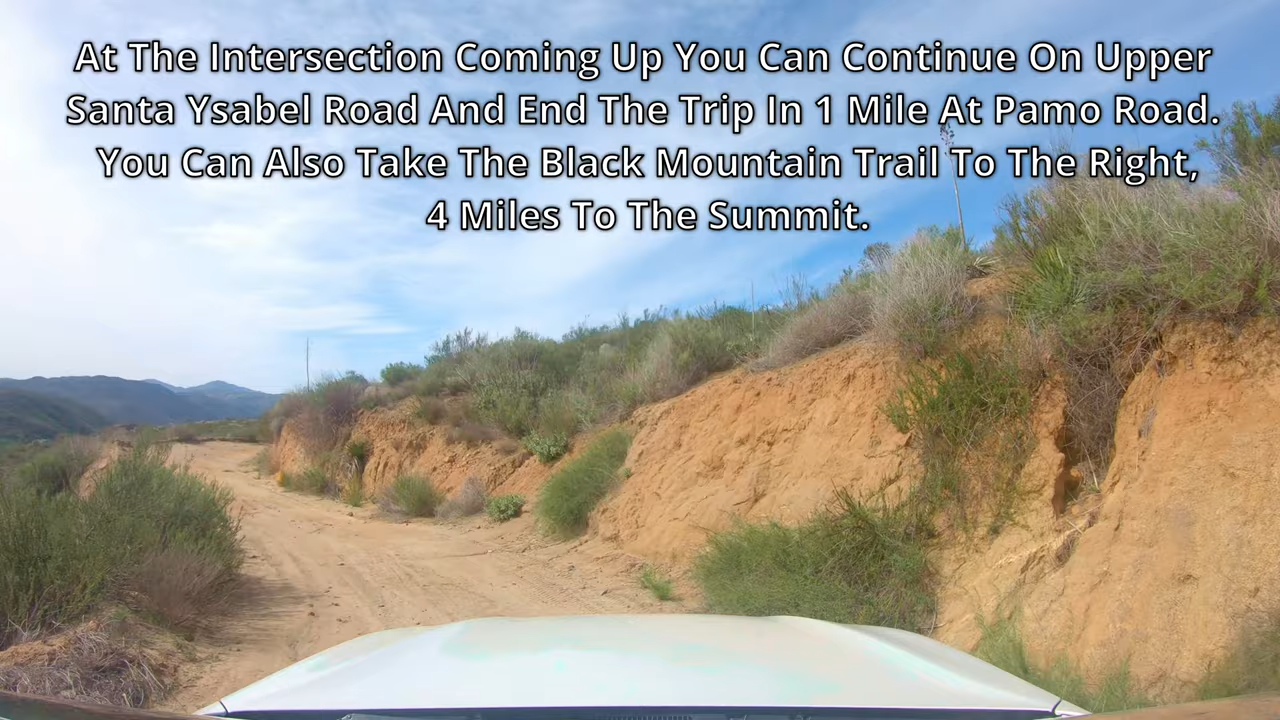 At The Intersection Coming Up You Can Continue On Upper
Santa Ysabel Road And End The Trip In 1 Mile At Pamo Road.
You Can Also Take The Black Mountain Trail To The Right,
4 Miles To The Summit.